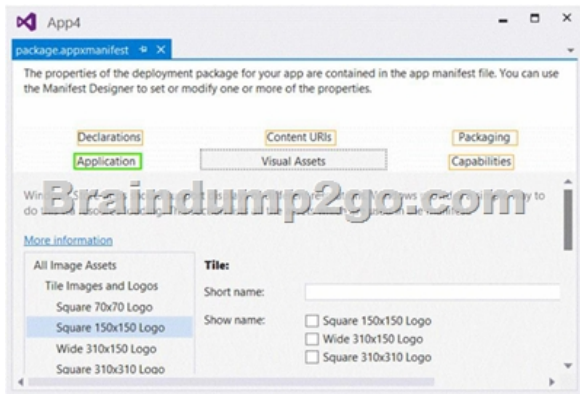 App4
package.appxmanifest
The properties of the deployment package for your app are contained in the app manifest file. You can use
the Manifest Designer to set or modify one or more of the properties.
Declarations Content URIs Packaging
Application Visual Assets Capabilities
Braindump2go.com
More information
All Image Assets
Tile Images and Logos
Square 70x70 Logo
Square 150x150 Logo
Wide 310x150 Logo
Square 310x310 Logo
Tile:
Short name:
Show name:
Square 150x150 Logo
Wide 310x150 Logo
Square 310x310 Logo